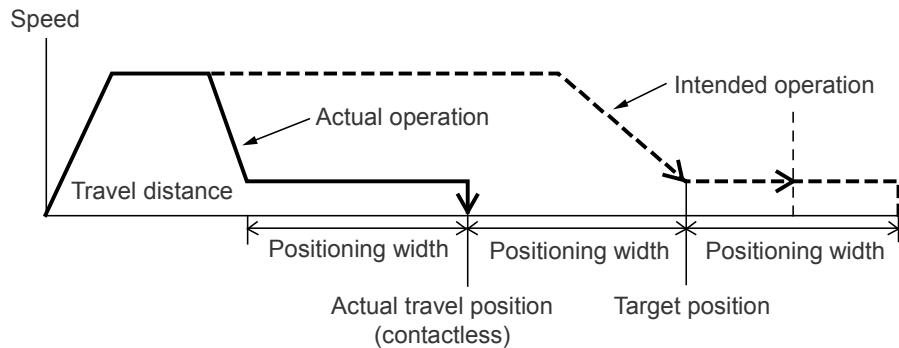 Speed
Intended operation
Actual operation
Travel distance
Positioning width
Positioning width
Positioning width
Actual travel position
(contactless)
Target position